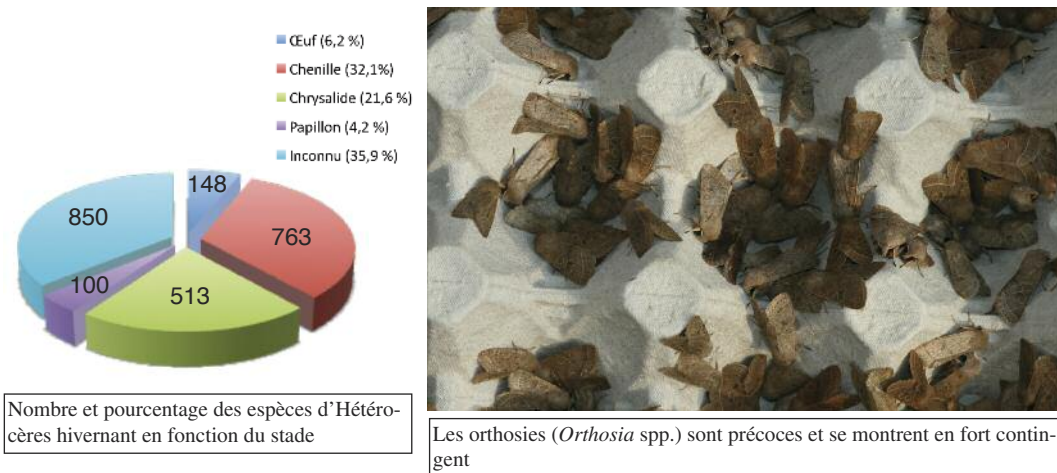 Œuf (6,2 %)
Chenille (32,1%)
Chrysalide (21,6 %)
Papillon (4,2 %)
Inconnu (35,9 %)
148
850
763
100
513
Nombre et pourcentage des espèces d'Hétéro-
cères hivernant en fonction du stade
Les orthosies (Orthosia spp.) sont précoces et se montrent en fort contin-
gent